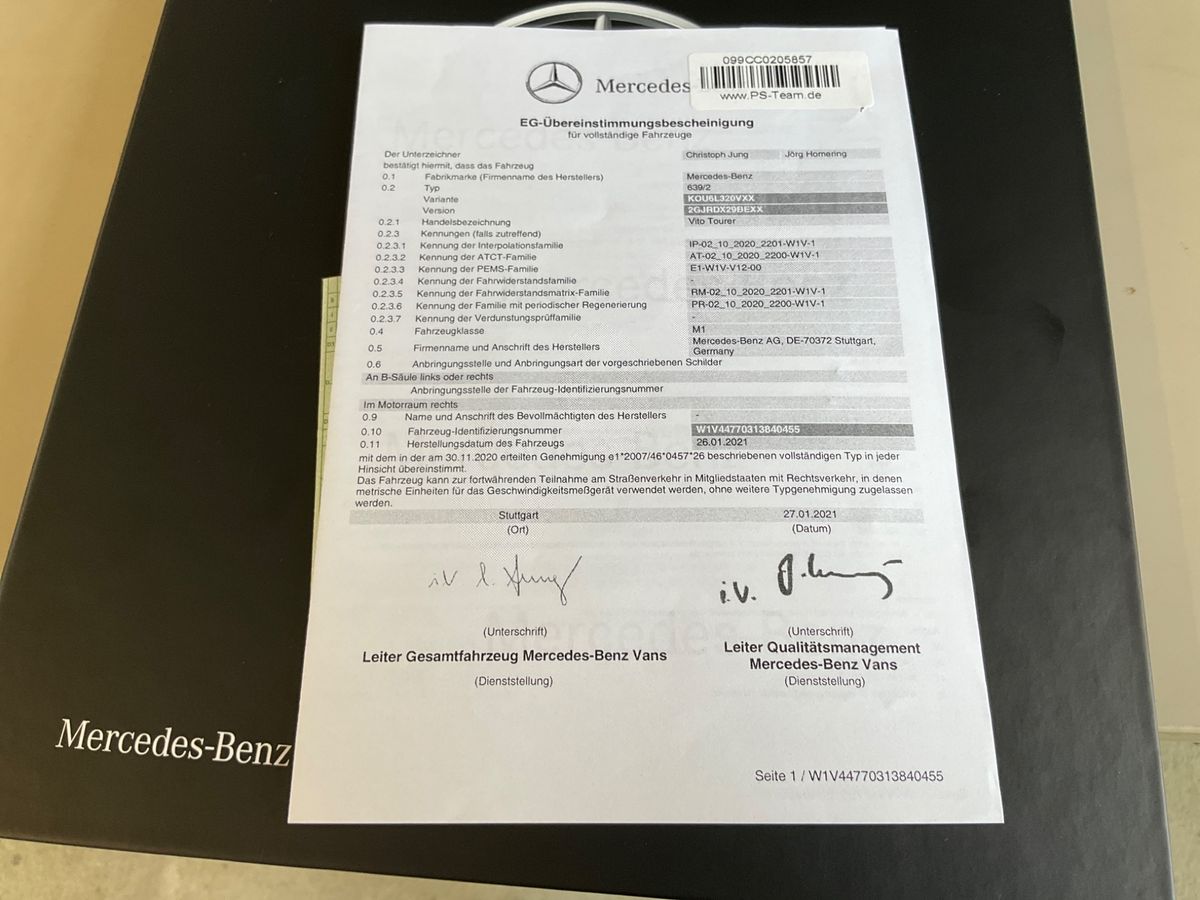 099CC0205857
www.PS-Team.de
Mercedes
EG-Übereinstimmungsbescheinigung
für vollständige Fahrzeuge
Der Unterzeichner Christoph Jung Jörg Homering
bestätigt hiermit, dass das Fahrzeug
0.1 Fabrikmarke (Firmenname des Herstellers) Mercedes-Benz
0.2 Typ 639/2
Variante KOU6L320VXX
Version 2GJRDX29BEXX
0.2.1 Handelsbezeichnung Vito Tourer
0.2.3 Kennungen (falls zutreffend)
0.2.3.1 Kennung der Interpolationsfamilie IP-02_10_2020_2201-W1V-1
0.2.3.2 Kennung der ATCT-Familie AT-02_10_2020_2200-W1V-1
0.2.3.3 Kennung der PEMS-Familie E1-W1V-V12-00
0.2.3.4 Kennung der Fahrwiderstandsfamilie -
0.2.3.5 Kennung der Fahrwiderstandsmatrix-Familie RM-02_10_2020_2201-W1V-1
0.2.3.6 Kennung der Familie mit periodischer Regenerierung PR-02_10_2020_2200-W1V-1
0.2.3.7 Kennung der Verdunstungsprüffamilie -
0.4 Fahrzeugklasse M1
0.5 Firmenname und Anschrift des Herstellers Mercedes-Benz AG, DE-70372 Stuttgart,
Germany
0.6 Anbringungsstelle und Anbringungsart der vorgeschriebenen Schilder
An B-Säule links oder rechts
Anbringungsstelle der Fahrzeug-Identifizierungsnummer
Im Motorraum rechts
0.9 Name und Anschrift des Bevollmächtigten des Herstellers -
0.10 Fahrzeug-Identifizierungsnummer W1V44770313840455
0.11 Herstellungsdatum des Fahrzeugs 26.01.2021
mit dem in der am 30.11.2020 erteilten Genehmigung e1*2007/46*0457*26 beschriebenen vollständigen Typ in jeder
Hinsicht übereinstimmt.
Das Fahrzeug kann zur fortwährenden Teilnahme am Straßenverkehr in Mitgliedstaaten mit Rechtsverkehr, in denen
metrische Einheiten für das Geschwindigkeitsmeßgerät verwendet werden, ohne weitere Typgenehmigung zugelassen
werden.
Stuttgart 27.01.2021
(Ort) (Datum)
i.V. i.V.
(Unterschrift) (Unterschrift)
Leiter Gesamtfahrzeug Mercedes-Benz Vans Leiter Qualitätsmanagement
Mercedes-Benz Vans
(Dienststellung) (Dienststellung)
Mercedes-Benz
Seite 1 / W1V44770313840455